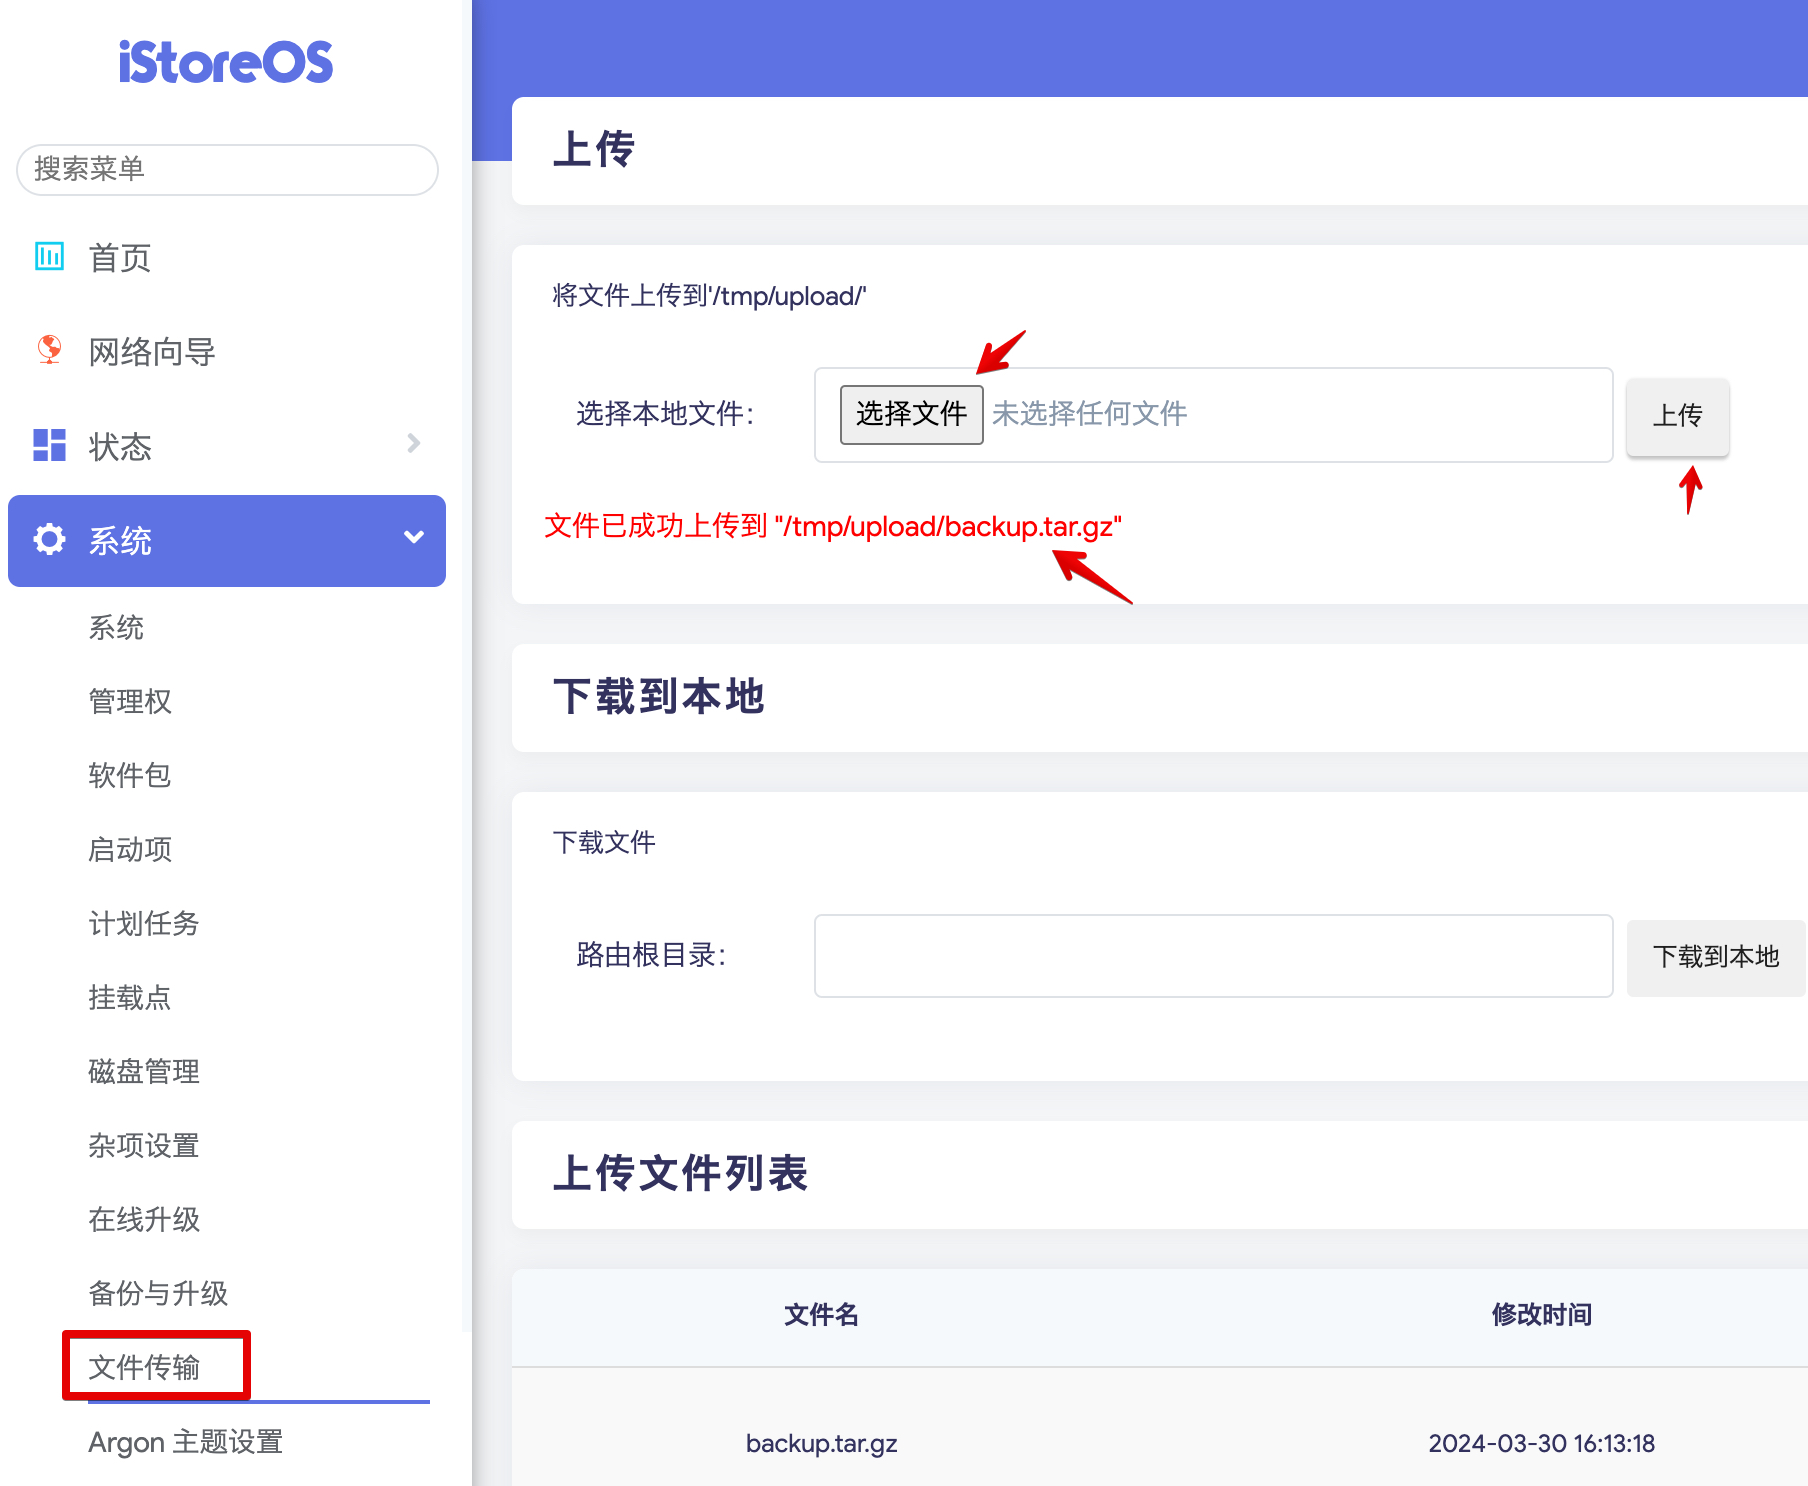 iStoreOS
搜索菜单
首页
网络向导
状态
系统
系统
管理权
软件包
启动项
计划任务
挂载点
磁盘管理
杂项设置
在线升级
备份与升级
文件传输
Argon 主题设置
上传
将文件上传到'/tmp/upload/'
选择本地文件: 选择文件 未选择任何文件 上传
文件已成功上传到 "/tmp/upload/backup.tar.gz"
下载到本地
下载文件
路由根目录: 下载到本地
上传文件列表
文件名 修改时间
backup.tar.gz 2024-03-30 16:13:18